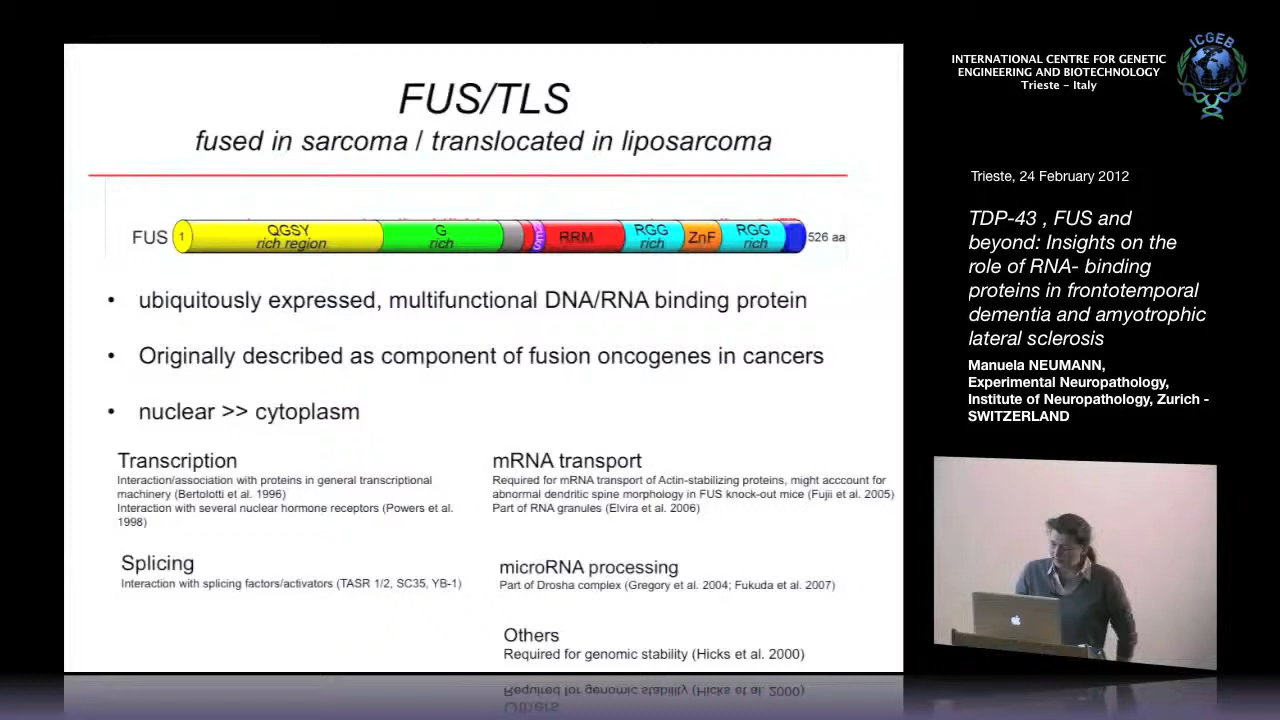 FUS/TLS
fused in sarcoma / translocated in liposarcoma
FUS 1 QGSY rich region G rich RRM RGG rich ZnF RGG rich 526 aa
• ubiquitously expressed, multifunctional DNA/RNA binding protein
• Originally described as component of fusion oncogenes in cancers
• nuclear >> cytoplasm
Transcription
Interaction/association with proteins in general transcriptional
machinery (Bertolotti et al. 1996)
Interaction with several nuclear hormone receptors (Powers et al.
1998)
Splicing
Interaction with splicing factors/activators (TASR 1/2, SC35, YB-1)
mRNA transport
Required for mRNA transport of Actin-stabilizing proteins, might acccount for
abnormal dendritic spine morphology in FUS knock-out mice (Fujii et al. 2005)
Part of RNA granules (Elvira et al. 2006)
microRNA processing
Part of Drosha complex (Gregory et al. 2004; Fukuda et al. 2007)
Others
Required for genomic stability (Hicks et al. 2000)
INTERNATIONAL CENTRE FOR GENETIC
ENGINEERING AND BIOTECHNOLOGY
Trieste - Italy
ICGEB
Trieste, 24 February 2012
TDP-43 , FUS and
beyond: Insights on the
role of RNA- binding
proteins in frontotemporal
dementia and amyotrophic
lateral sclerosis
Manuela NEUMANN,
Experimental Neuropathology,
Institute of Neuropathology, Zurich -
SWITZERLAND